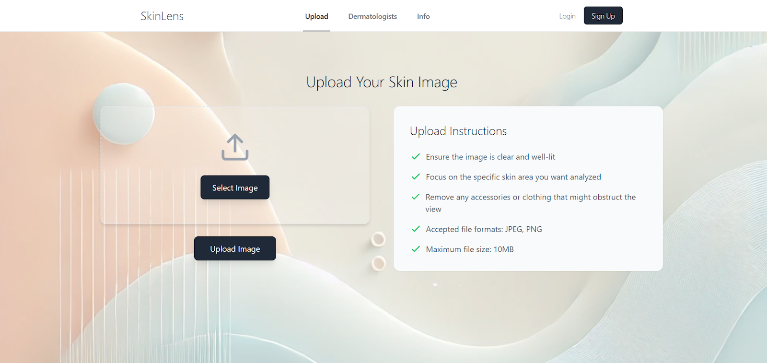 SkinLens
Upload
Dermatologists
Info
Login
Sign Up
Upload Your Skin Image
Select Image
Upload Image
Upload Instructions
Ensure the image is clear and well-lit
Focus on the specific skin area you want analyzed
Remove any accessories or clothing that might obstruct the
view
Accepted file formats: JPEG, PNG
Maximum file size: 10MB